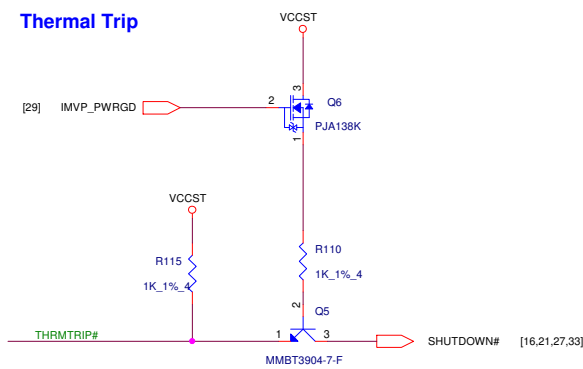 Thermal Trip
VCCST
3
2
Q6
[29] IMVP_PWRGD
PJA138K
1
VCCST
R115
1K_1%_4
R110
1K_1%_4
2
Q5
THRMTRIP#
1
3
SHUTDOWN# [16,21,27,33]
MMBT3904-7-F